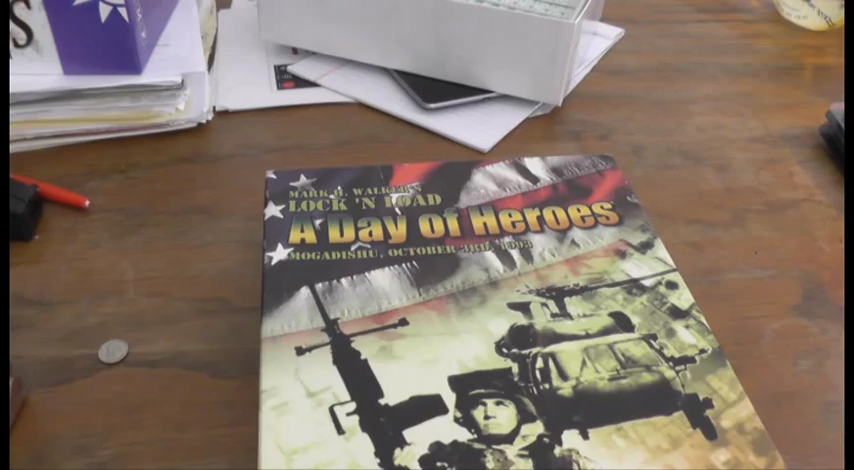 MARK H. WALKER'S
LOCK 'N LOAD
A Day of Heroes
MOGADISHU, OCTOBER 3RD, 1993